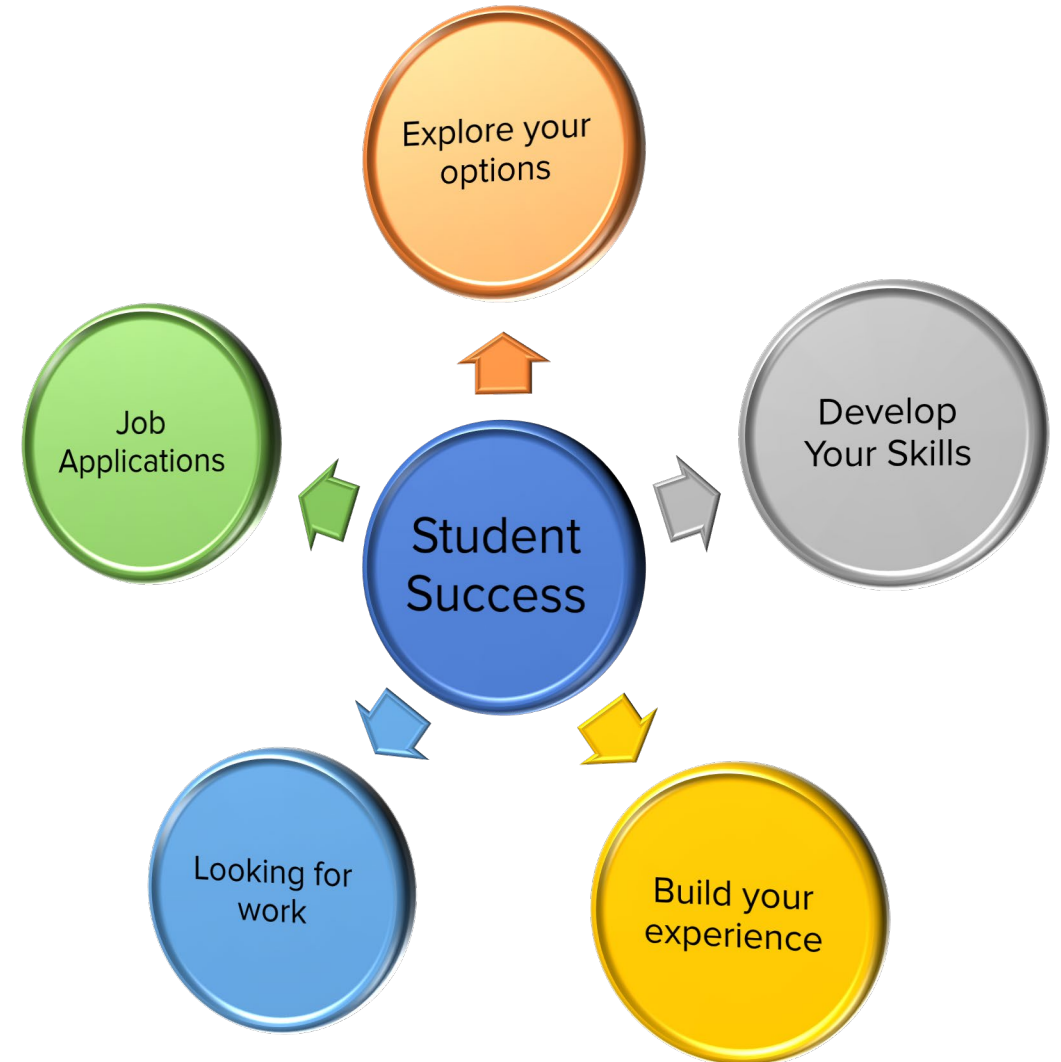 Explore your
options
Develop
Your Skills
Build your
experience
Looking for
work
Job
Applications
Student
Success